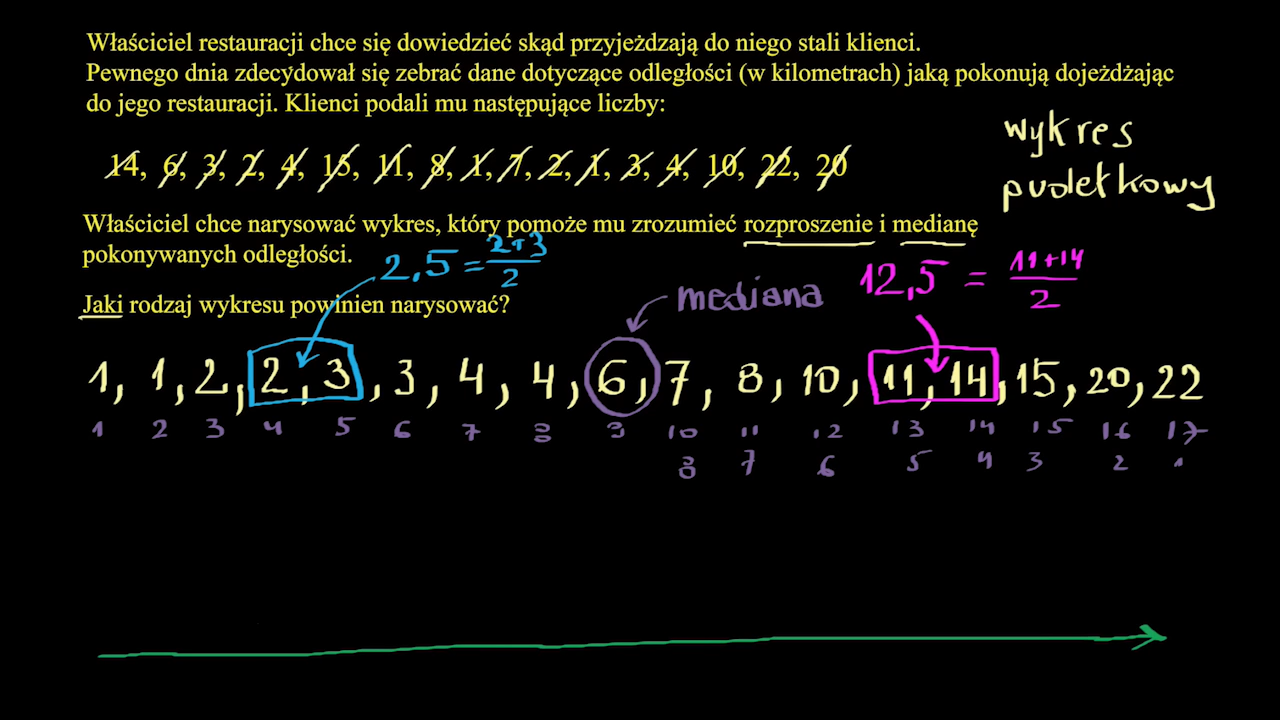 Właściciel restauracji chce się dowiedzieć skąd przyjeżdzają do niego stali klienci.
Pewnego dnia zdecydował się zebrać dane dotyczące odległości (w kilometrach) jaką pokonują dojeżdżając
do jego restauracji. Klienci podali mu następujące liczby:
wykres
pudełkowy
14, 6, 3, 2, 4, 15, 11, 8, 1, 7, 2, 1, 3, 4, 10, 22, 20
Właściciel chce narysować wykres, który pomoże mu zrozumieć rozproszenie i medianę
pokonywanych odległości.
2,5 = 2+3
2
12,5 = 11+14
2
mediana
Jaki rodzaj wykresu powinien narysować?
1, 1, 2, 2, 3, 3, 4, 4, 6, 7, 8, 10, 11, 14, 15, 20, 22
1 2 3 4 5 6 7 8 9 10 11 12 13 14 15 16 17
8 7 6 5 4 3 2 1